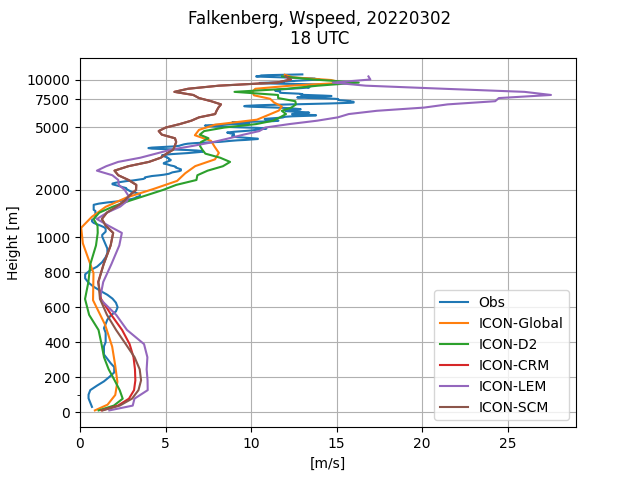 Falkenberg, Wspeed, 20220302
18 UTC
Height [m]
10000
7500
5000
2000
1000
800
600
400
200
0
Obs
ICON-Global
ICON-D2
ICON-CRM
ICON-LEM
ICON-SCM
0 5 10 15 20 25
[m/s]